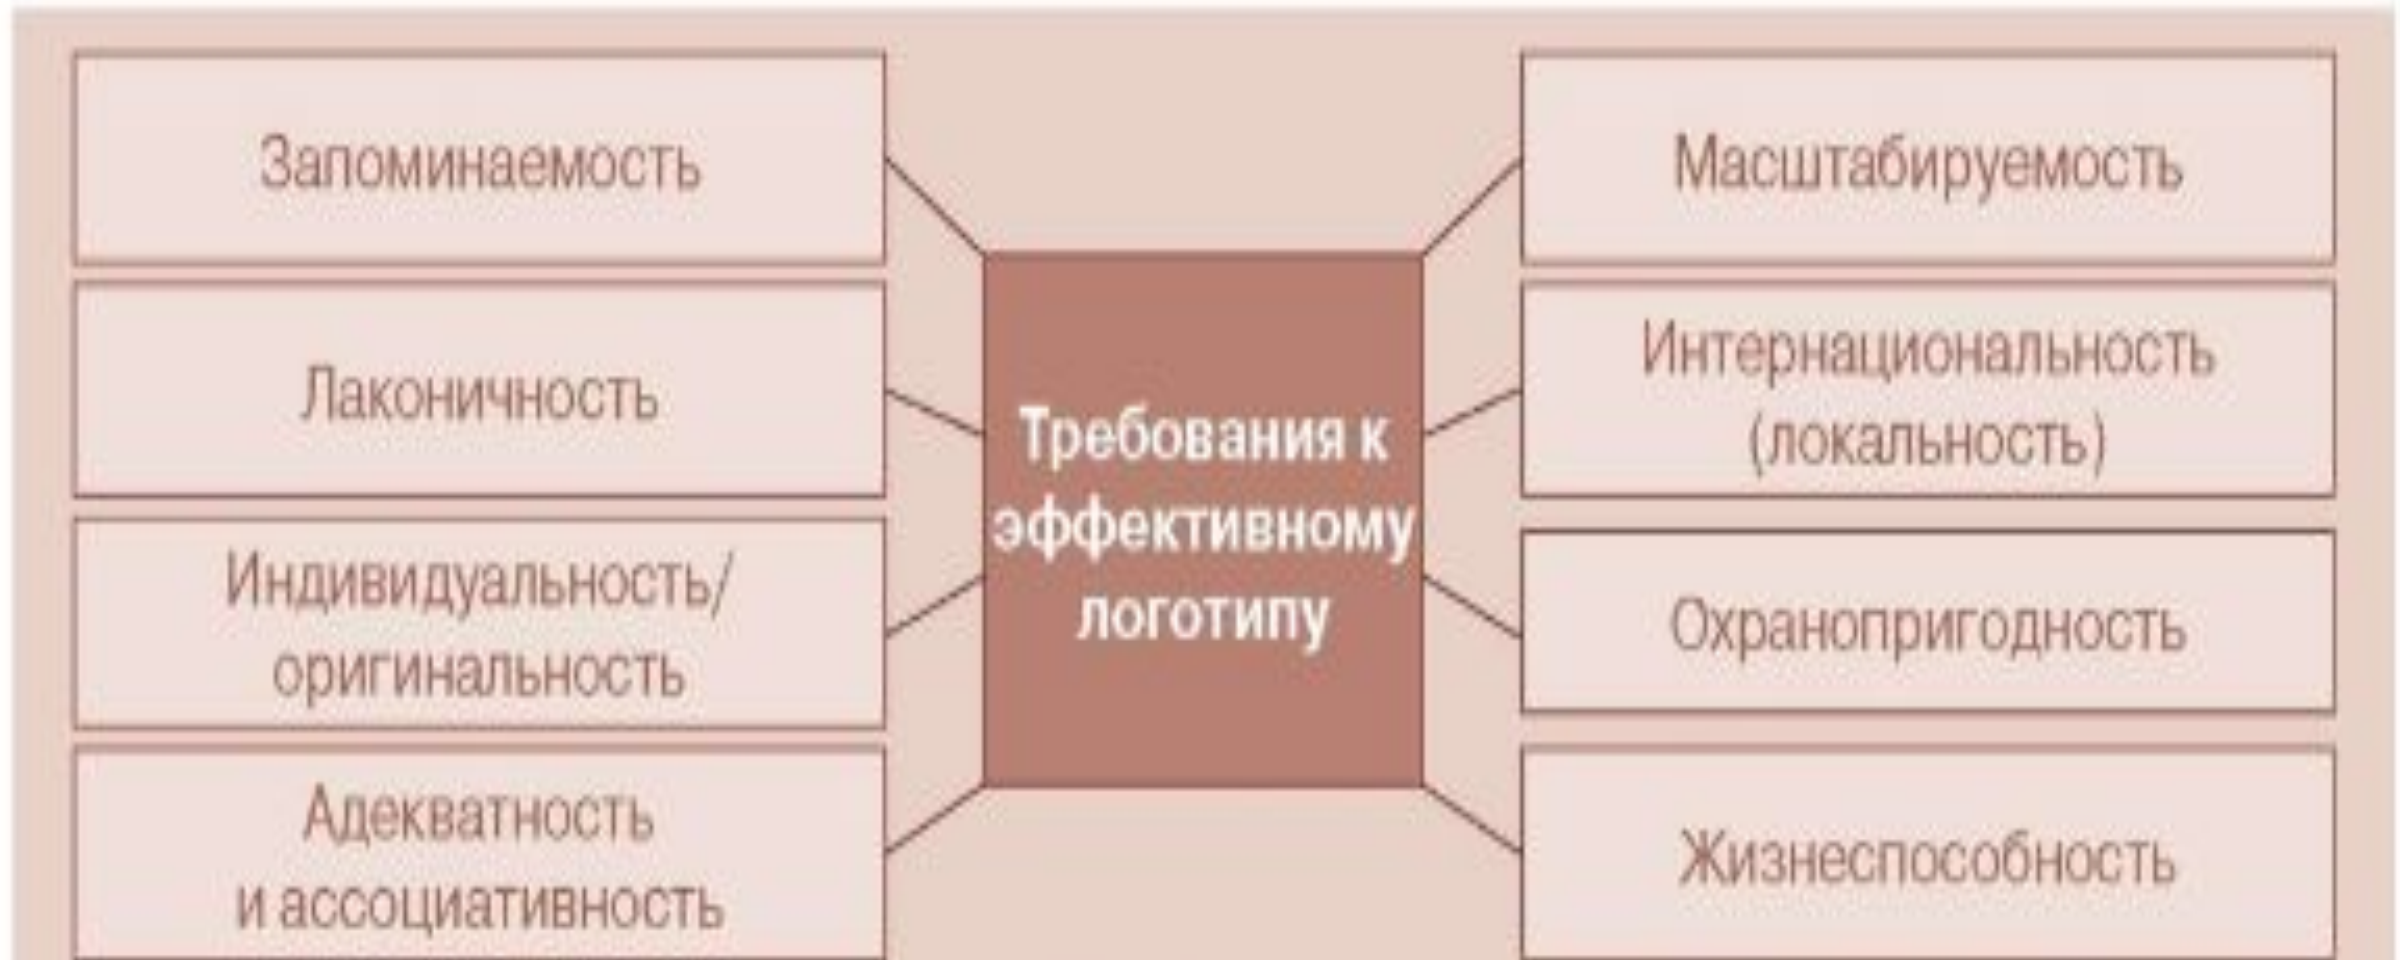 Запоминаемость
Лаконичность
Индивидуальность/
оригинальность
Адекватность
и ассоциативность
Требования к
эффективному
логотипу
Масштабируемость
Интернациональность
(локальность)
Охранопригодность
Жизнеспособность